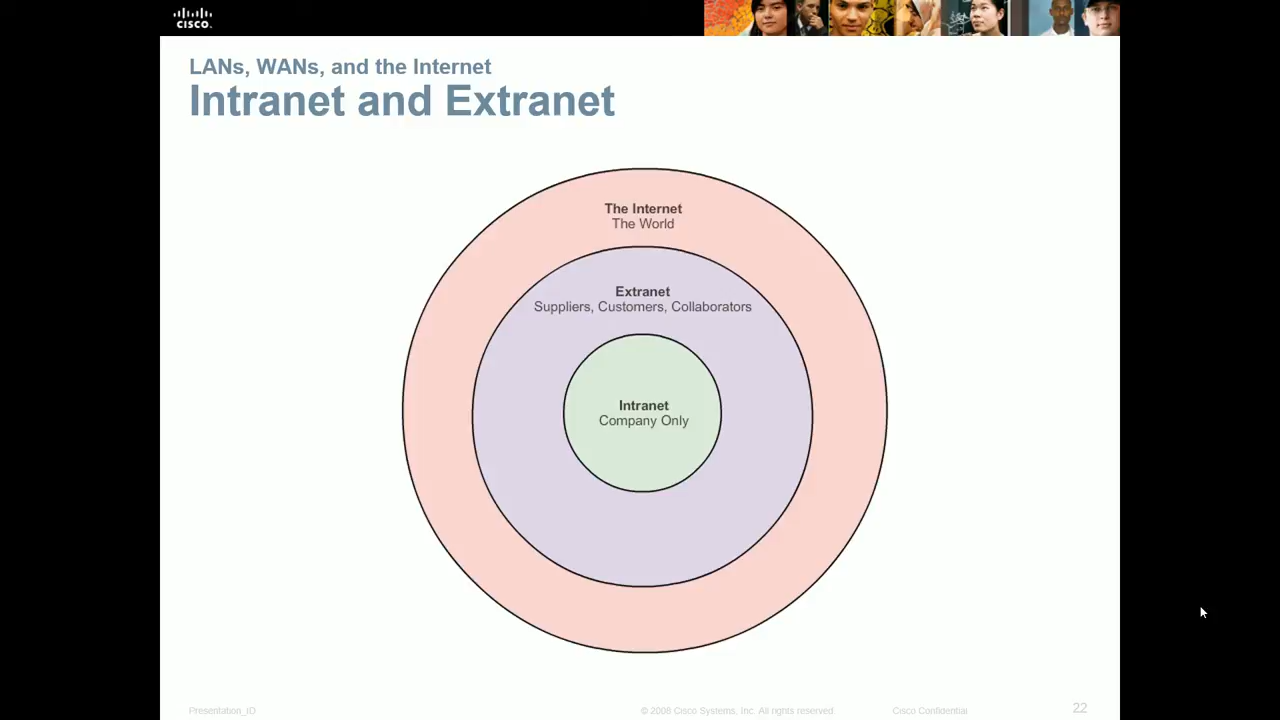 CISCO.
LANs, WANs, and the Internet
Intranet and Extranet
The Internet
The World
Extranet
Suppliers, Customers, Collaborators
Intranet
Company Only
Presentation_ID
© 2008 Cisco Systems, Inc. All rights reserved.
Cisco Confidential
22